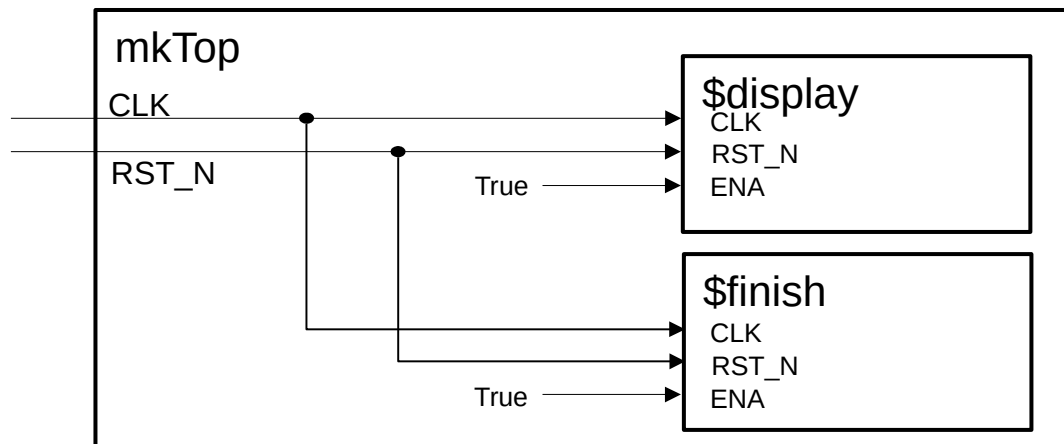 mkTop
CLK
RST_N
$display
CLK
RST_N
True
ENA
$finish
CLK
RST_N
True
ENA